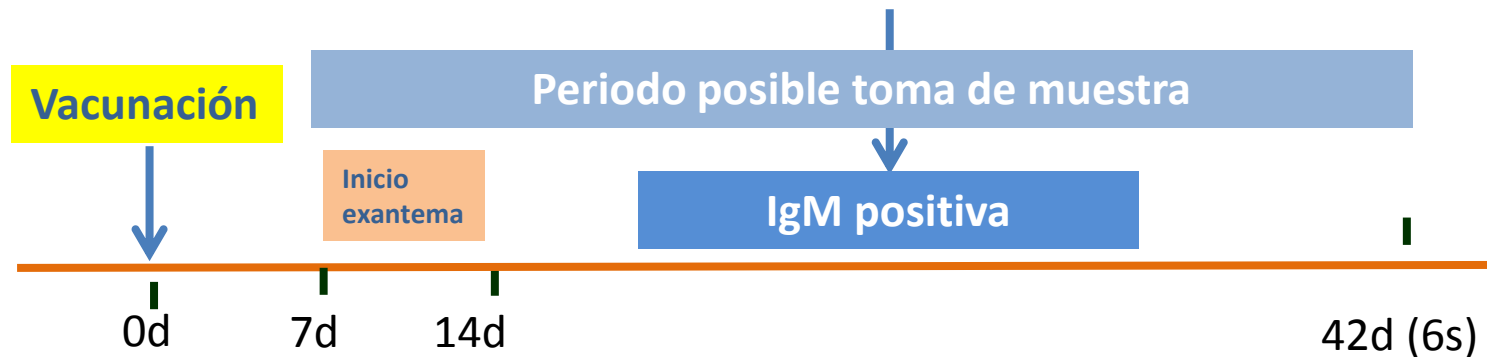 Periodo posible toma de muestra
Vacunación
Inicio
exantema
IgM positiva
0d
7d
14d
42d (6s)